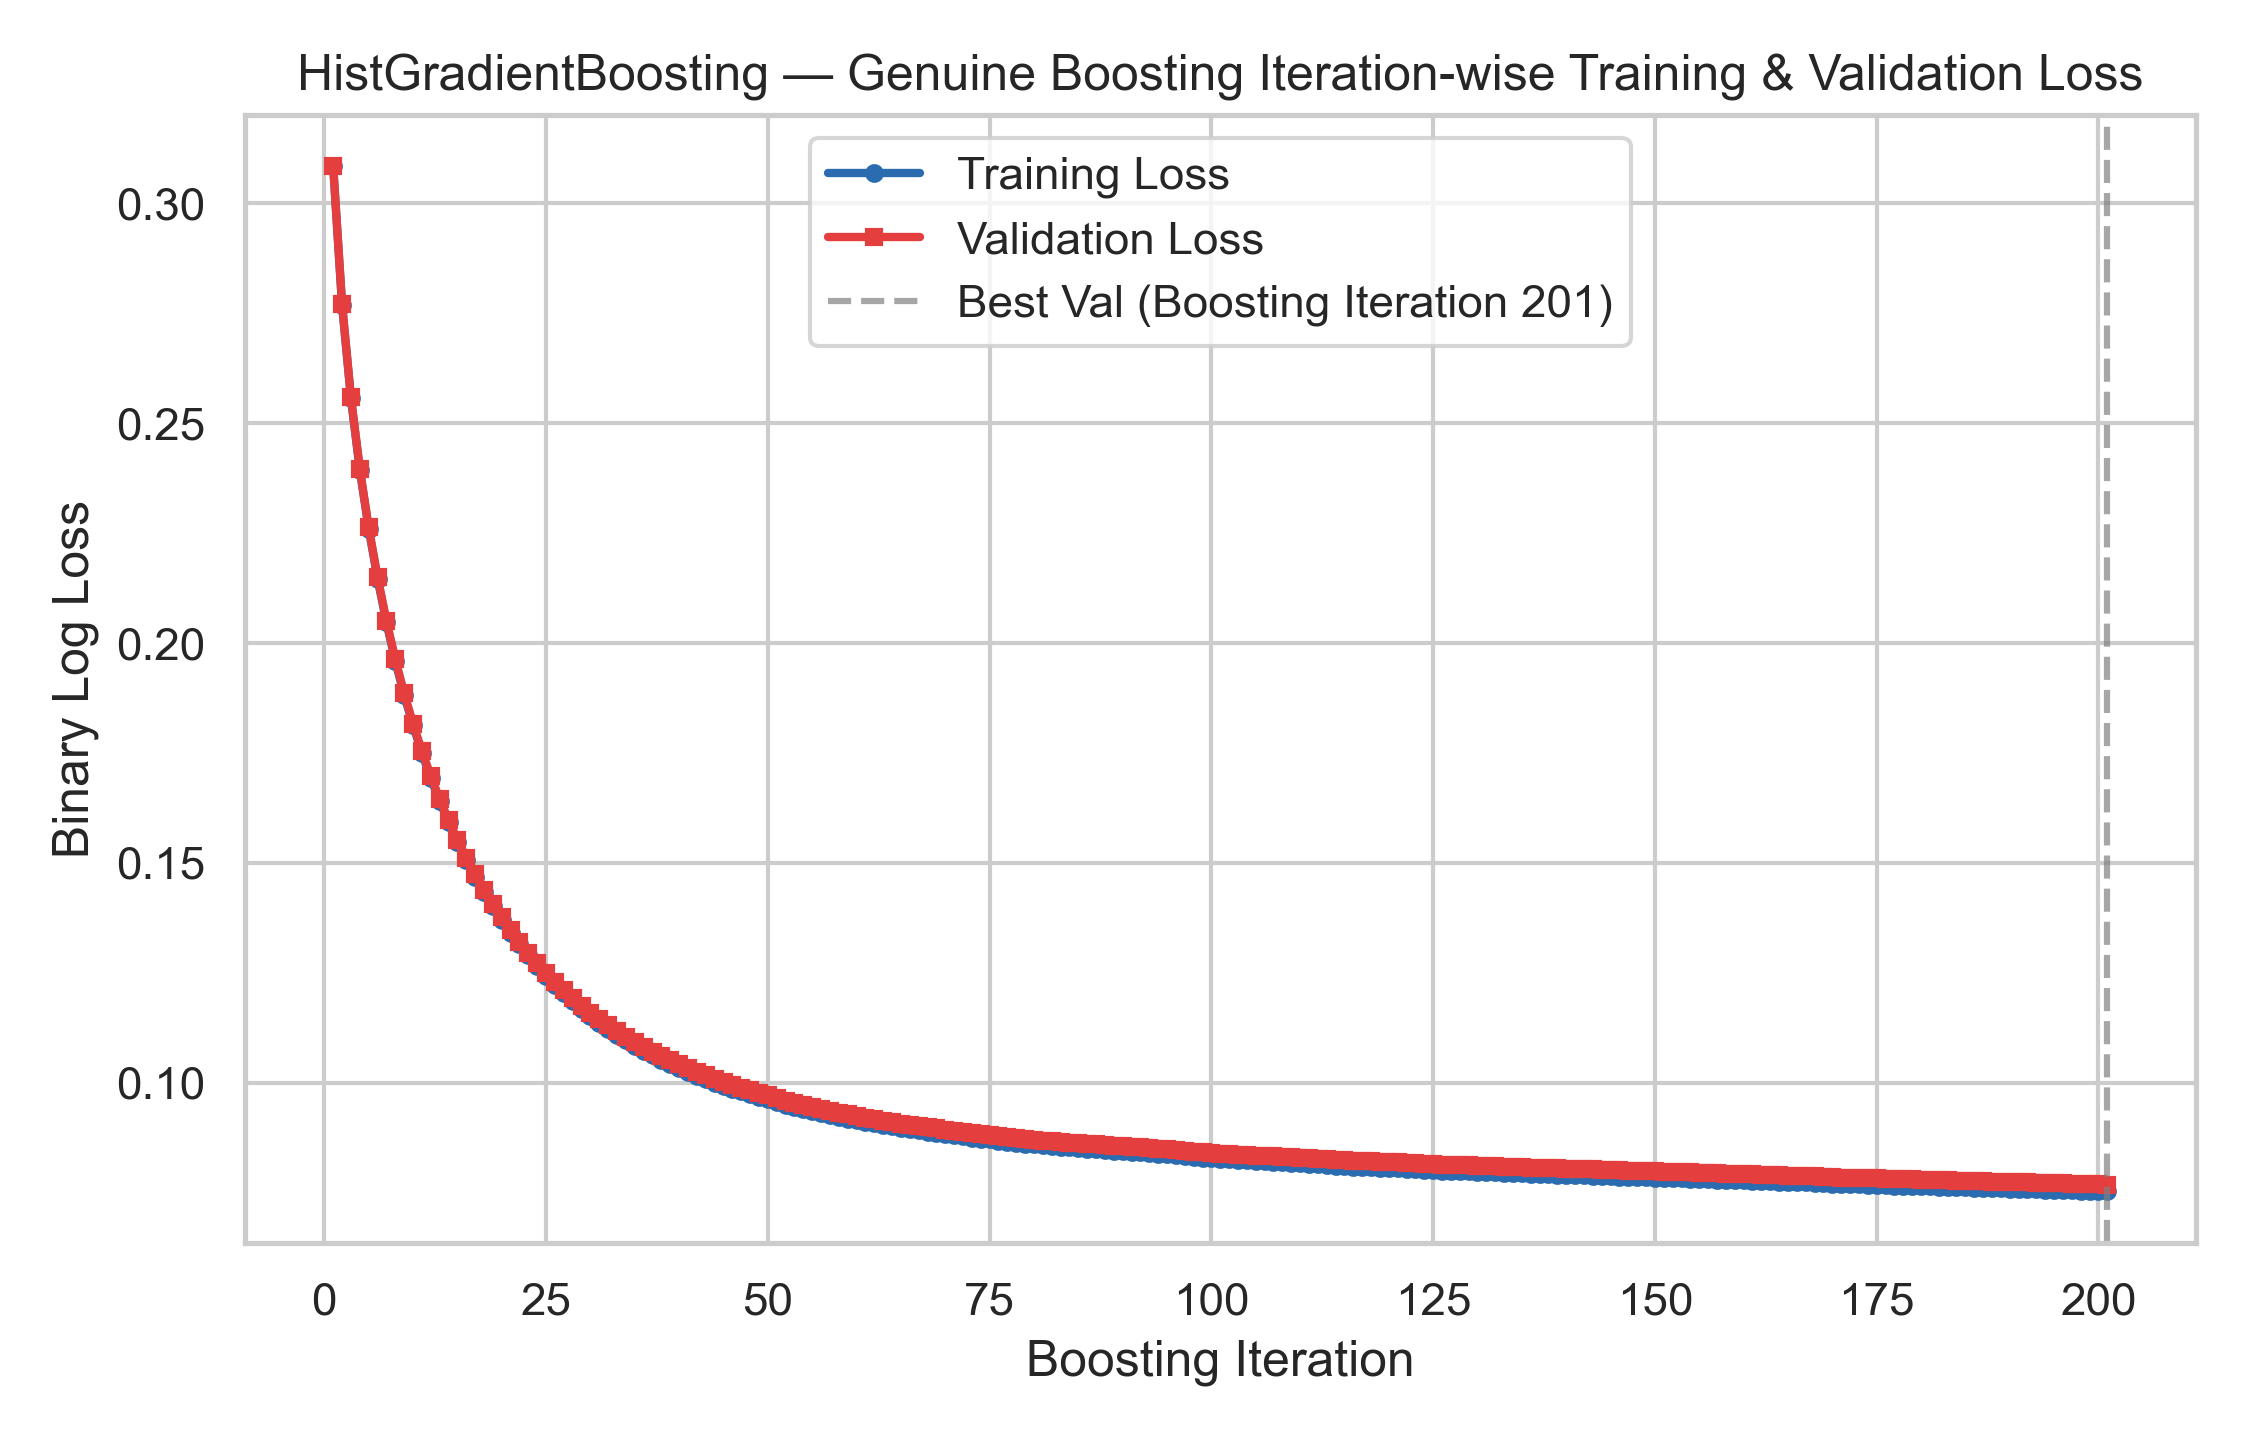 HistGradientBoosting — Genuine Boosting Iteration-wise Training & Validation Loss
Training Loss
Validation Loss
Best Val (Boosting Iteration 201)
Binary Log Loss
0.30
0.25
0.20
0.15
0.10
0 25 50 75 100 125 150 175 200
Boosting Iteration